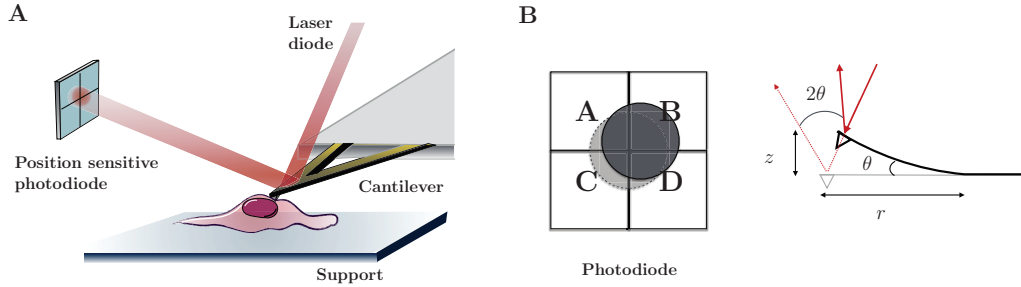 A
Laser
diode
Position sensitive
photodiode
Cantilever
Support
B
A B
C D
Photodiode
2θ
z
θ
r